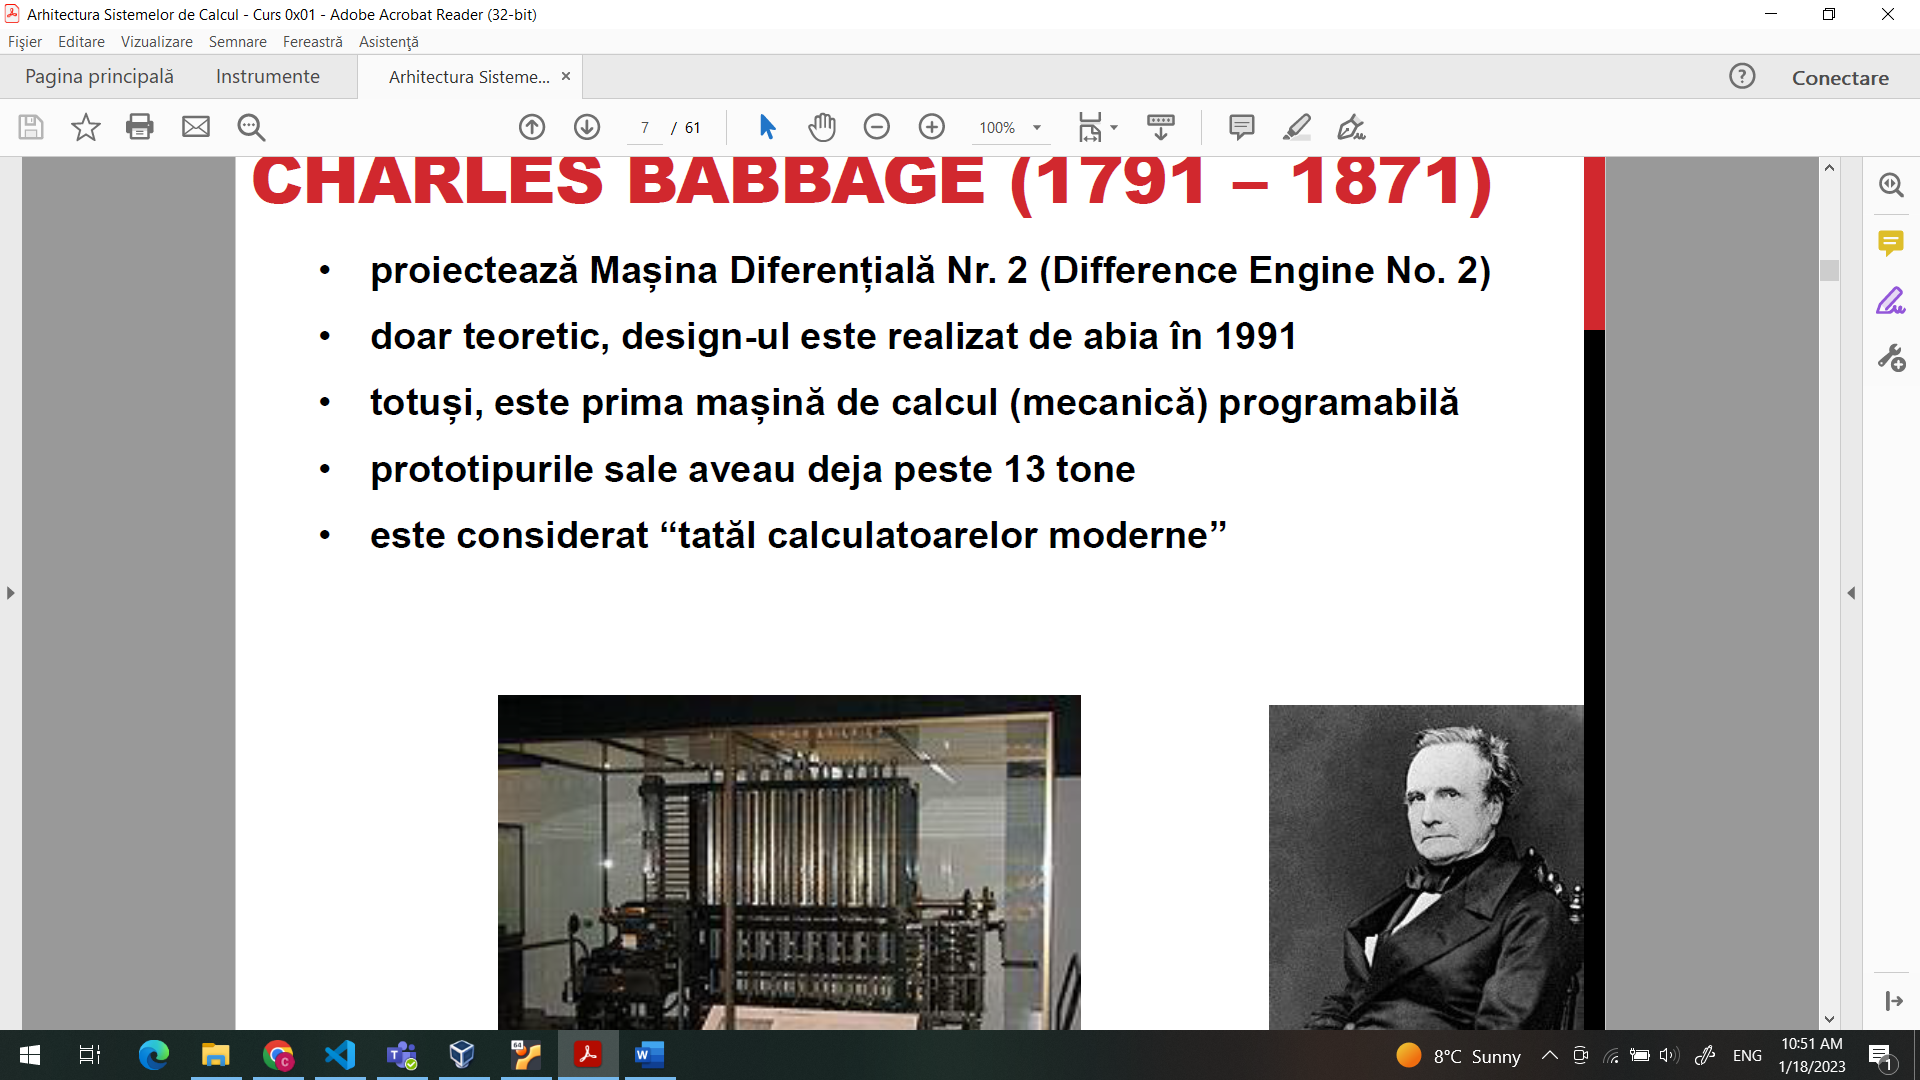 Arhitectura Sistemelor de Calcul - Curs 0x01 - Adobe Acrobat Reader (32-bit)
Fișier Editare Vizualizare Semnare Fereastră Asistență
Pagina principală Instrumente Arhitectura Sisteme... × Conectare
7 / 61 100%
CHARLES BABBAGE (1791 – 1871)
• proiectează Mașina Diferențială Nr. 2 (Difference Engine No. 2)
• doar teoretic, design-ul este realizat de abia în 1991
• totuși, este prima mașină de calcul (mecanică) programabilă
• prototipurile sale aveau deja peste 13 tone
• este considerat “tatăl calculatoarelor moderne”
8°C Sunny ENG 10:51 AM
1/18/2023 1